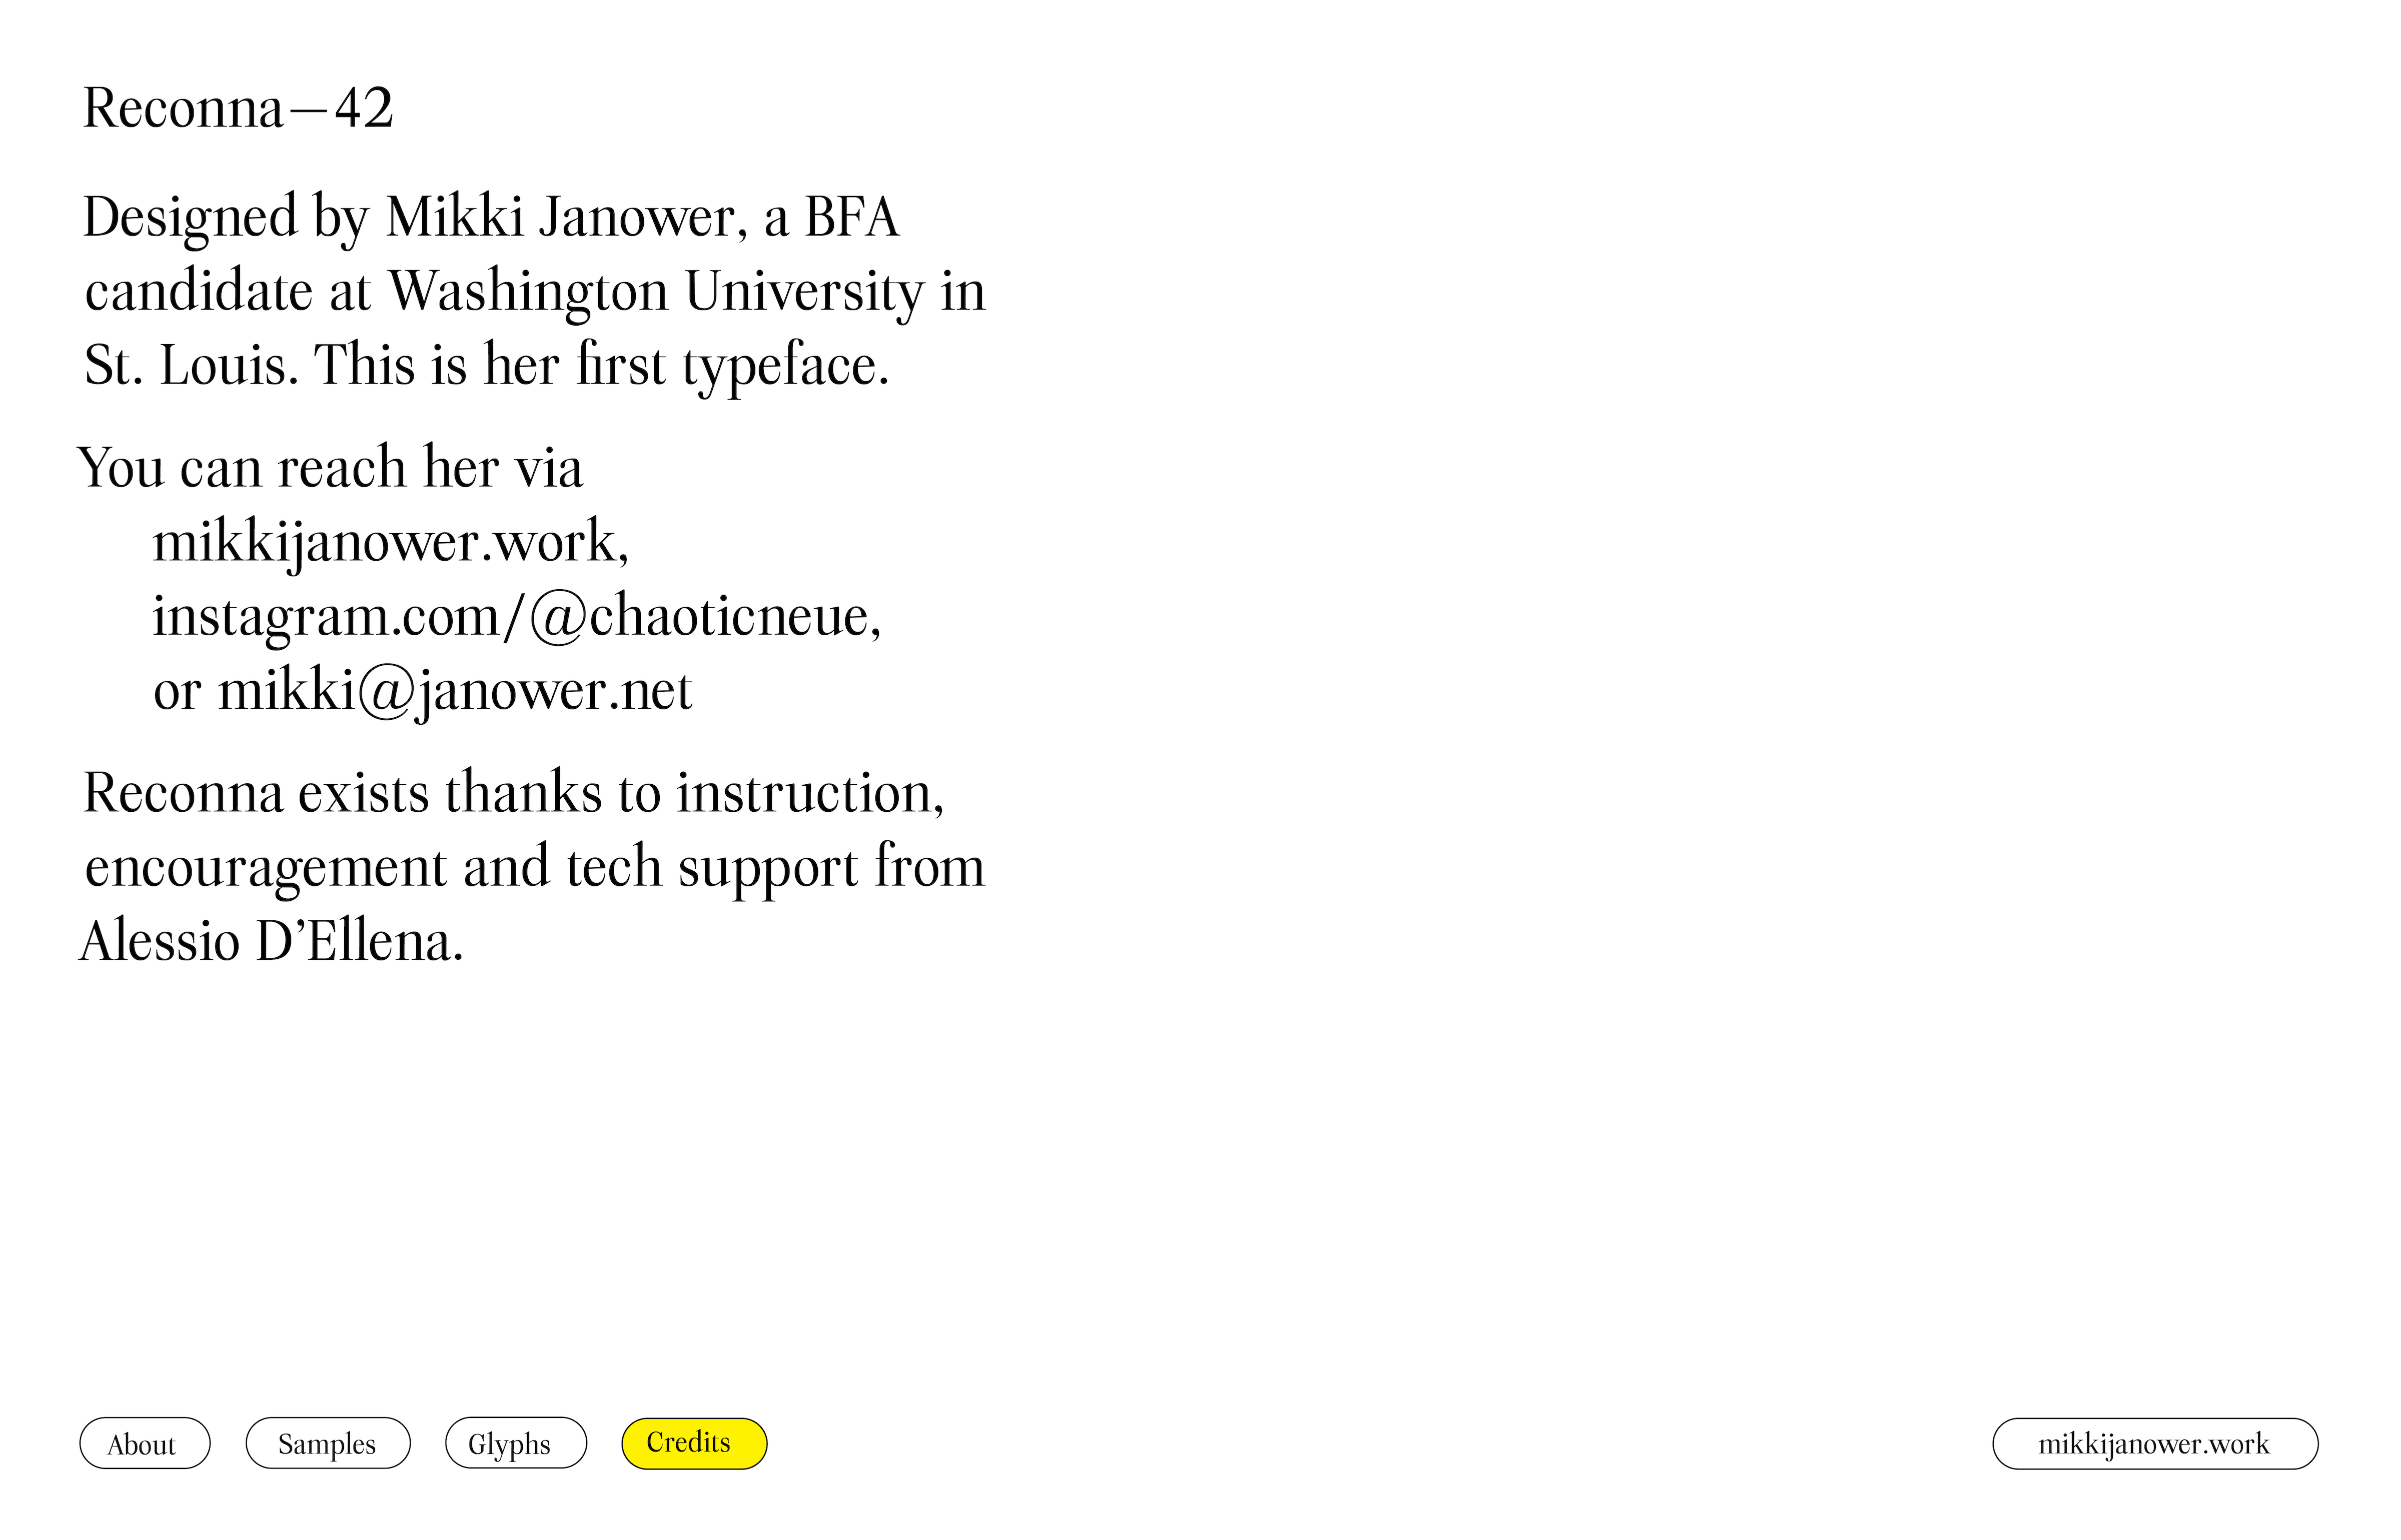 Reconna—42
Designed by Mikki Janower, a BFA
candidate at Washington University in
St. Louis. This is her first typeface.
You can reach her via
mikkijanower.work,
instagram.com/@chaoticneue,
or mikki@janower.net
Reconna exists thanks to instruction,
encouragement and tech support from
Alessio D’Ellena.
About
Samples
Glyphs
Credits
mikkijanower.work